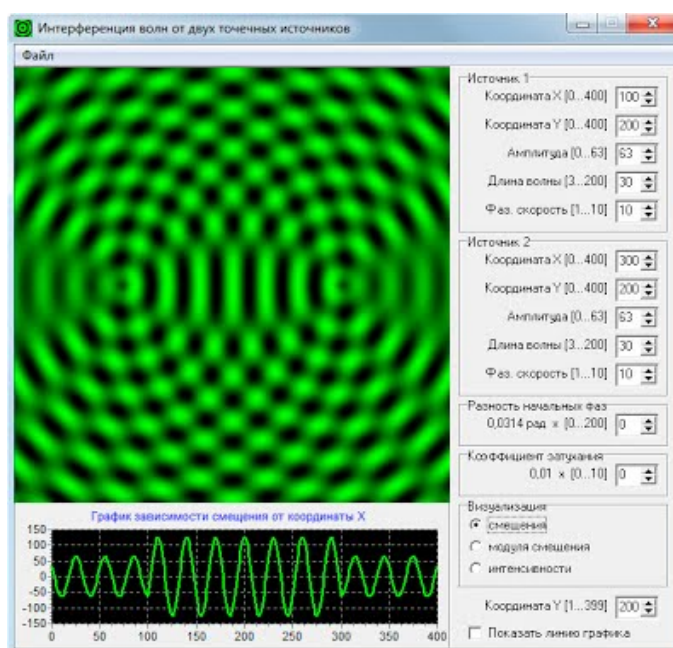 Интерференция волн от двух точечных источников
Файл
Источник 1
Координата X [0...400] 100
Координата Y [0...400] 200
Амплитуда [0...63] 63
Длина волны [3...200] 30
Фаз. скорость [1...10] 10
Источник 2
Координата X [0...400] 300
Координата Y [0...400] 200
Амплитуда [0...63] 63
Длина волны [3...200] 30
Фаз. скорость [1...10] 10
Разность начальных фаз
0,0314 рад x [0...200] 0
Коэффициент затухания
0,01 x [0...10] 0
Визуализация
смещения
модуля смещения
интенсивности
Координата Y [1...399] 200
Показать линию графика
График зависимости смещения от координаты X
150
100
50
0
-50
-100
-150
0 50 100 150 200 250 300 350 400